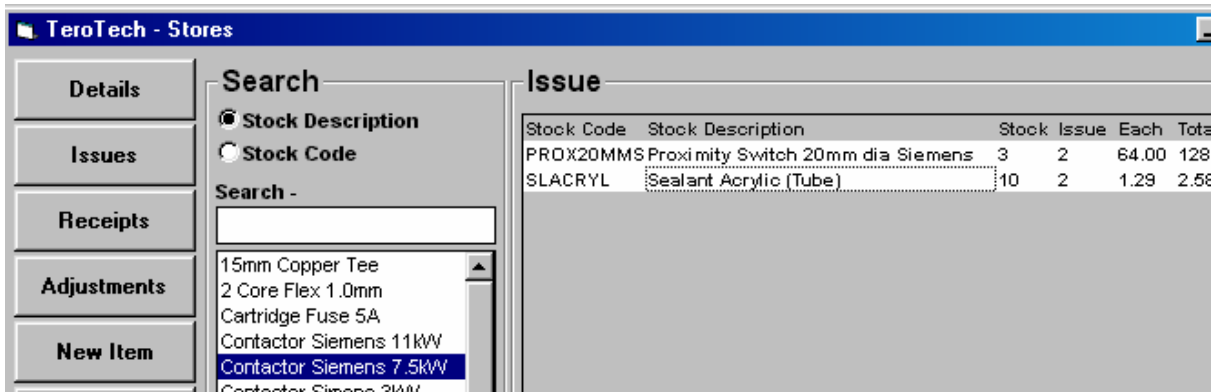 TeroTech - Stores
Details
Issues
Receipts
Adjustments
New Item
Search
Stock Description
Stock Code
Search -
15mm Copper Tee
2 Core Flex 1.0mm
Cartridge Fuse 5A
Contactor Siemens 11kW
Contactor Siemens 7.5kW
Issue
Stock Code Stock Description Stock Issue Each Tota
PROX20MMS Proximity Switch 20mm dia Siemens 3 2 64.00 128
SLACRYL Sealant Acrylic (Tube) 10 2 1.29 2.58